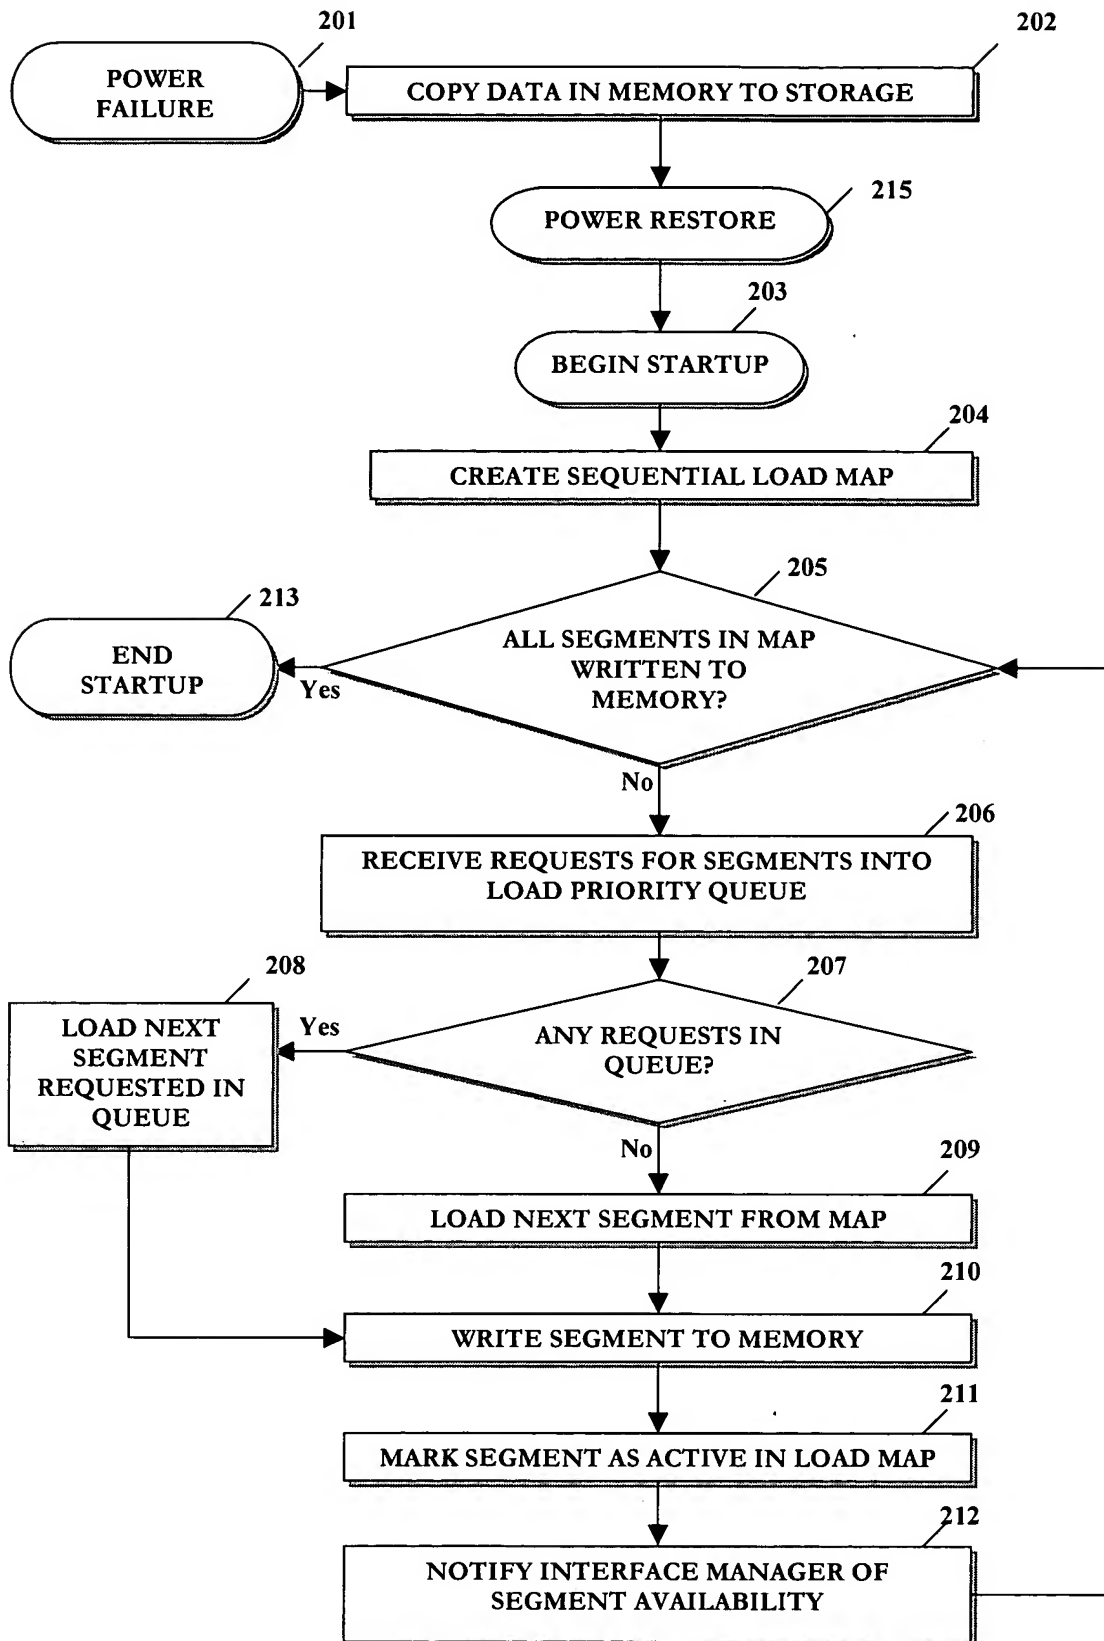 201
202
POWER
FAILURE
COPY DATA IN MEMORY TO STORAGE
215
POWER RESTORE
203
BEGIN STARTUP
204
CREATE SEQUENTIAL LOAD MAP
205
213
ALL SEGMENTS IN MAP
WRITTEN TO
MEMORY?
END
STARTUP
Yes
No
206
RECEIVE REQUESTS FOR SEGMENTS INTO
LOAD PRIORITY QUEUE
208
207
LOAD NEXT
SEGMENT
REQUESTED IN
QUEUE
Yes
ANY REQUESTS IN
QUEUE?
No
209
LOAD NEXT SEGMENT FROM MAP
210
WRITE SEGMENT TO MEMORY
211
MARK SEGMENT AS ACTIVE IN LOAD MAP
212
NOTIFY INTERFACE MANAGER OF
SEGMENT AVAILABILITY